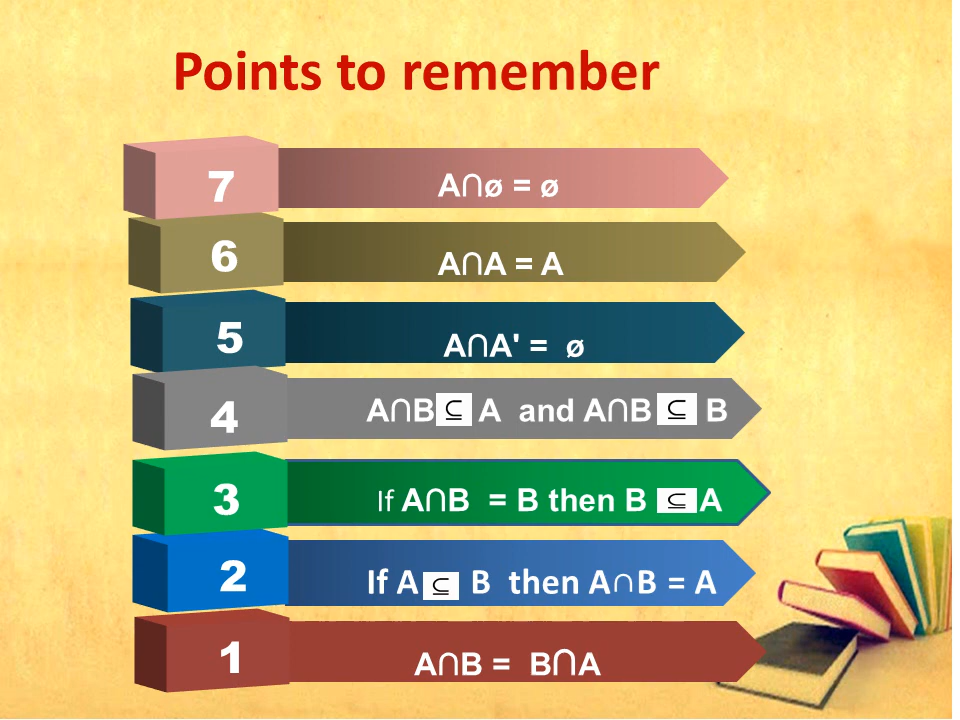 Points to remember
7 A∩ø = ø
6 A∩A = A
5 A∩A' = ø
4 A∩B ⊆ A and A∩B ⊆ B
3 If A∩B = B then B ⊆ A
2 If A ⊆ B then A∩B = A
1 A∩B = B∩A